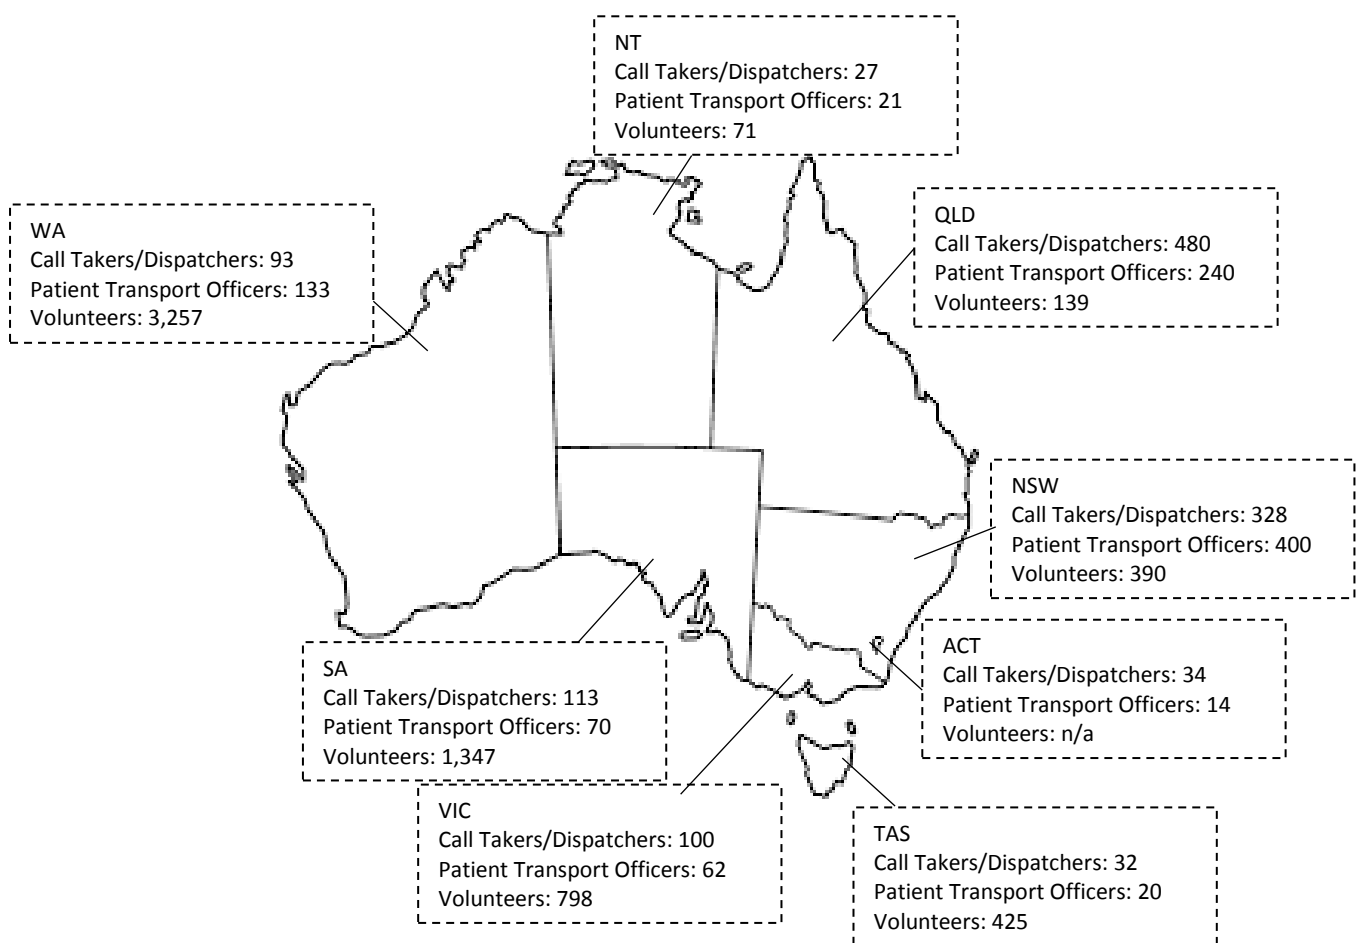 NT
Call Takers/Dispatchers: 27
Patient Transport Officers: 21
Volunteers: 71
WA
Call Takers/Dispatchers: 93
Patient Transport Officers: 133
Volunteers: 3,257
QLD
Call Takers/Dispatchers: 480
Patient Transport Officers: 240
Volunteers: 139
NSW
Call Takers/Dispatchers: 328
Patient Transport Officers: 400
Volunteers: 390
ACT
Call Takers/Dispatchers: 34
Patient Transport Officers: 14
Volunteers: n/a
SA
Call Takers/Dispatchers: 113
Patient Transport Officers: 70
Volunteers: 1,347
VIC
Call Takers/Dispatchers: 100
Patient Transport Officers: 62
Volunteers: 798
TAS
Call Takers/Dispatchers: 32
Patient Transport Officers: 20
Volunteers: 425